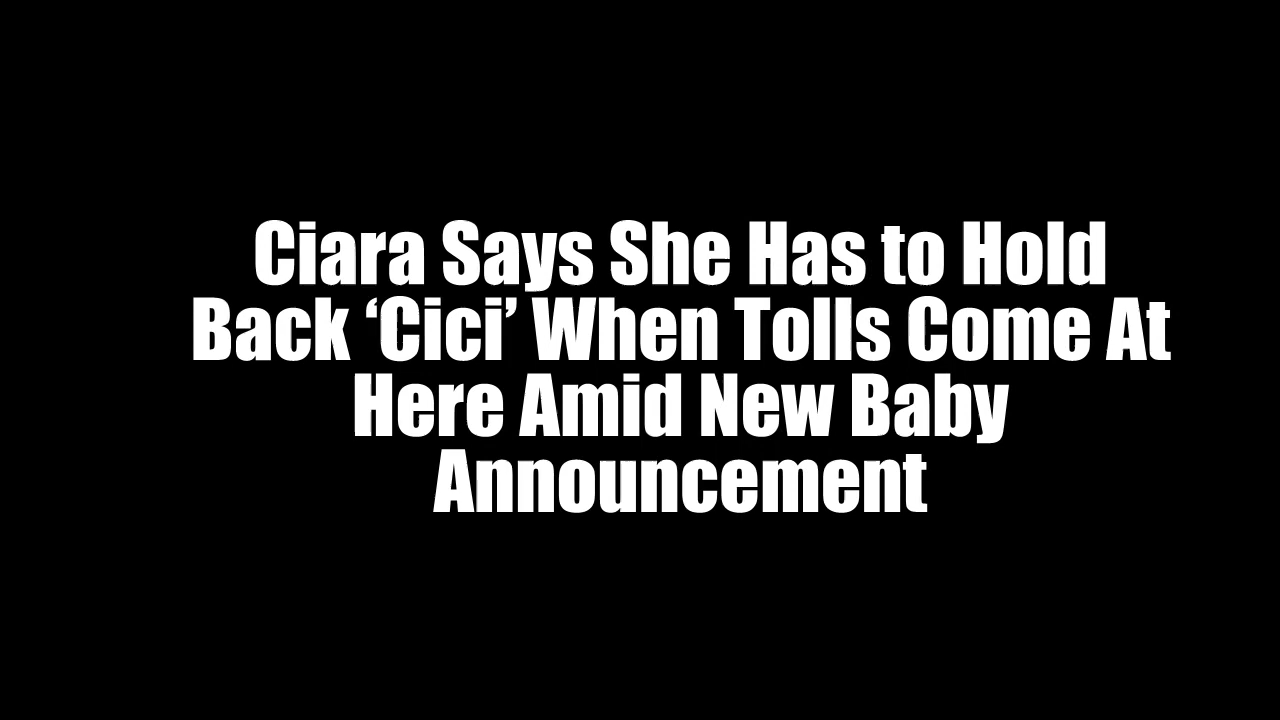 Ciara Says She Has to Hold
Back ‘Cici’ When Tolls Come At
Here Amid New Baby
Announcement